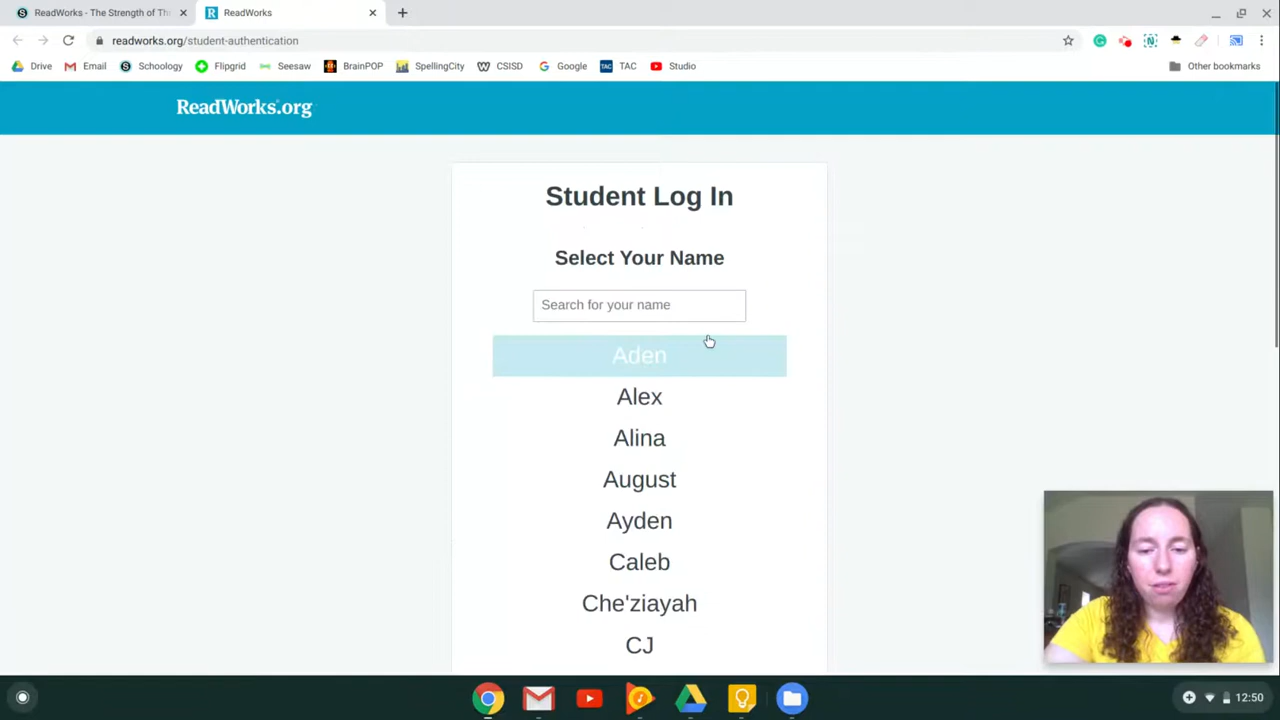 ReadWorks - The Strength of Th
ReadWorks
readworks.org/student-authentication
Drive Email Schoology Flipgrid Seesaw BrainPOP SpellingCity CSISD Google TAC Studio Other bookmarks
ReadWorks.org
Student Log In
Select Your Name
Search for your name
Aden
Alex
Alina
August
Ayden
Caleb
Che'ziayah
CJ
12:50